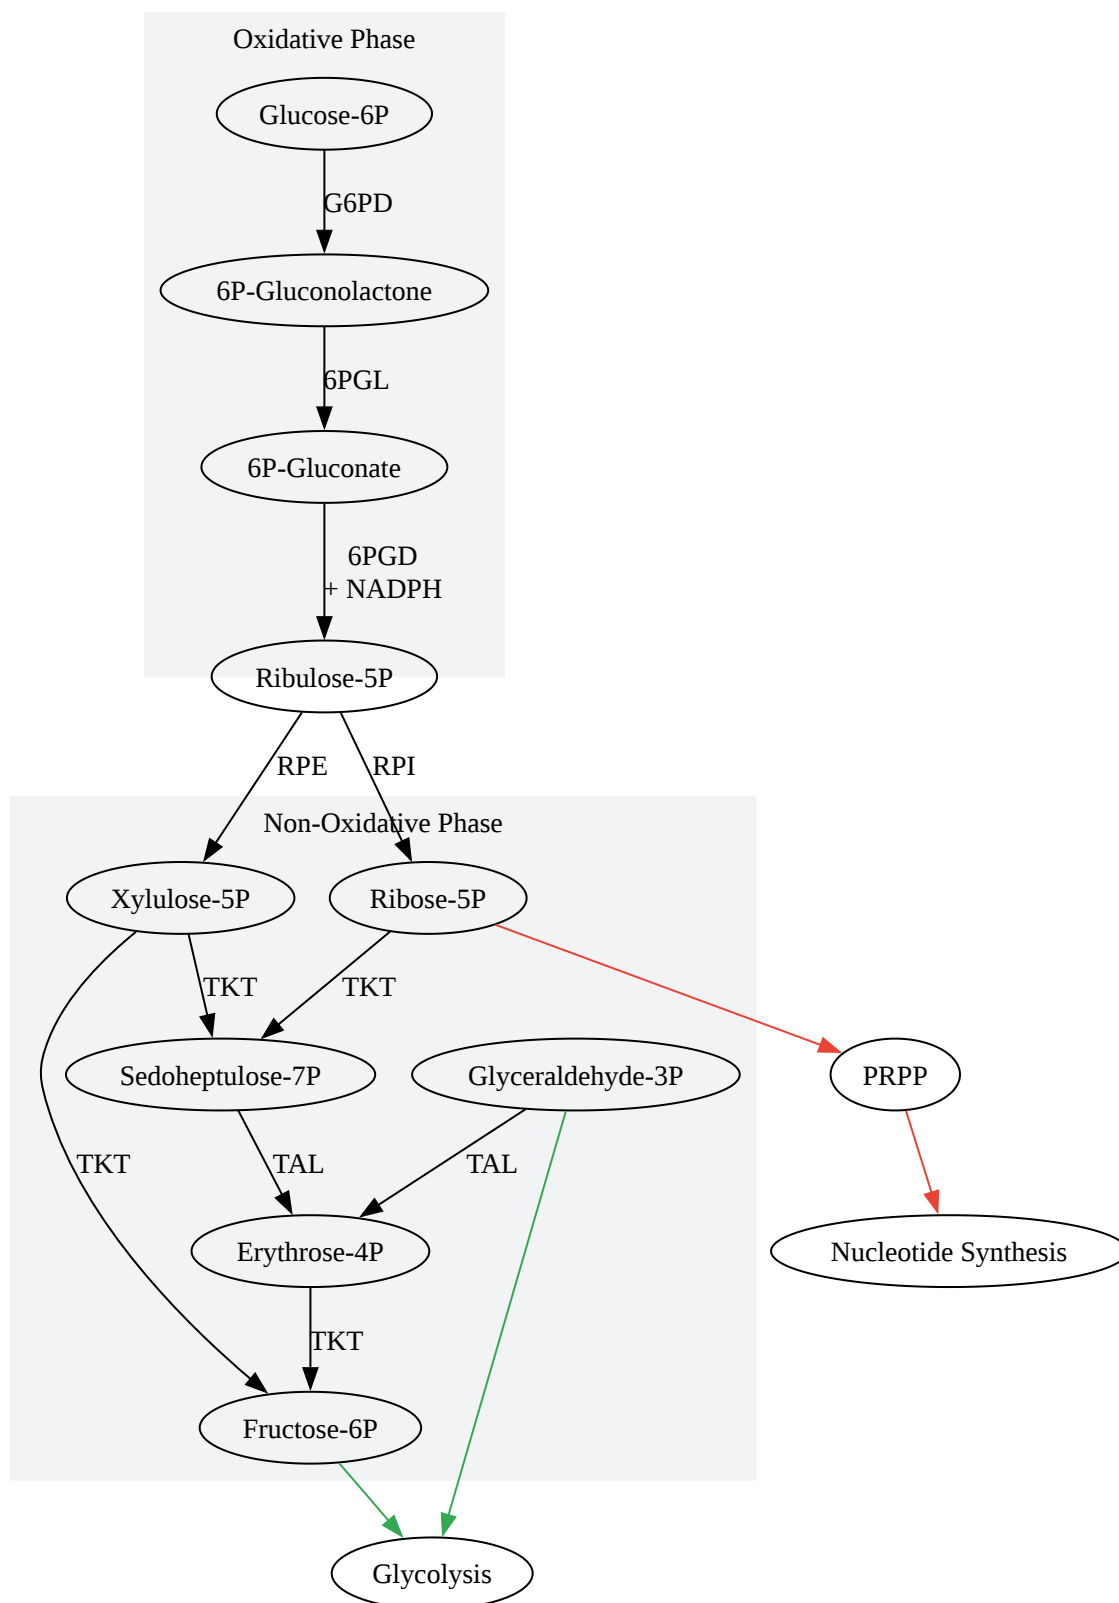 Oxidative Phase
Glucose-6P
G6PD
6P-Gluconolactone
6PGL
6P-Gluconate
6PGD
+ NADPH
Ribulose-5P
RPE
RPI
Non-Oxidative Phase
Xylulose-5P
Ribose-5P
TKT
TKT
Sedoheptulose-7P
Glyceraldehyde-3P
PRPP
TKT
TAL
TAL
Erythrose-4P
Nucleotide Synthesis
TKT
Fructose-6P
Glycolysis